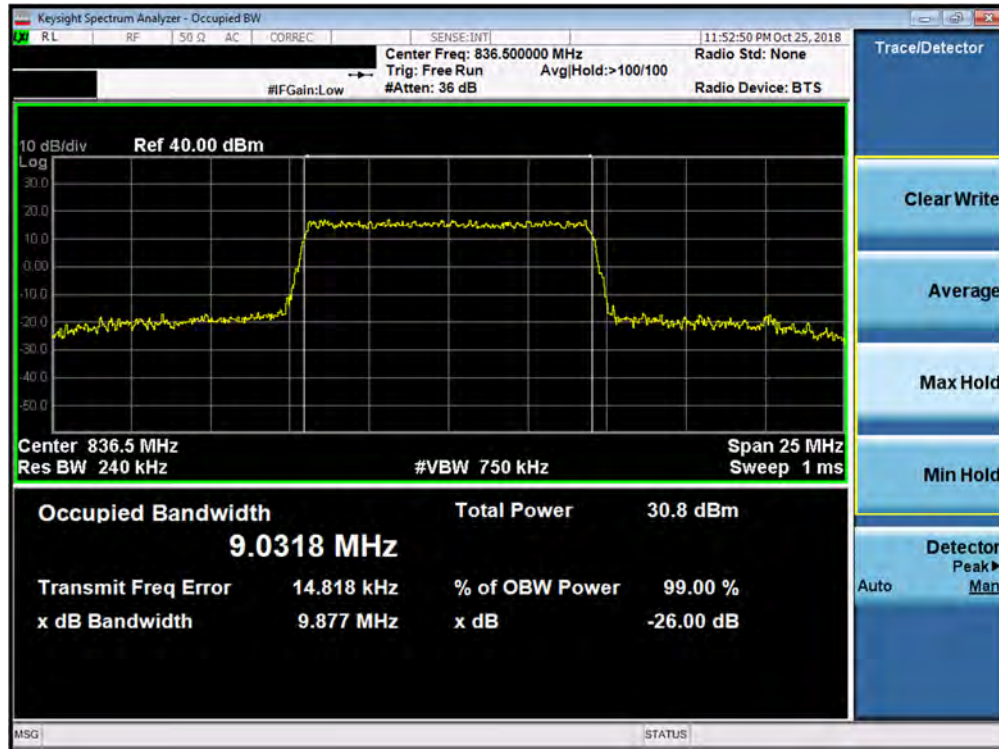 Keysight Spectrum Analyzer - Occupied BW
RL RF 50 Ω AC CORREC SENSE:INT 11:52:50 PM Oct 25, 2018
Center Freq: 836.500000 MHz Radio Std: None
Trig: Free Run Avg|Hold:>100/100
#IFGain:Low #Atten: 36 dB Radio Device: BTS
10 dB/div Ref 40.00 dBm
Log
30.0
20.0
10.0
0.00
-10.0
-20.0
-30.0
-40.0
-50.0
Center 836.5 MHz Span 25 MHz
Res BW 240 kHz #VBW 750 kHz Sweep 1 ms
Occupied Bandwidth Total Power 30.8 dBm
9.0318 MHz
Transmit Freq Error 14.818 kHz % of OBW Power 99.00 %
x dB Bandwidth 9.877 MHz x dB -26.00 dB
MSG STATUS
Trace/Detector
Clear Write
Average
Max Hold
Min Hold
Detector
Peak▶
Auto Man